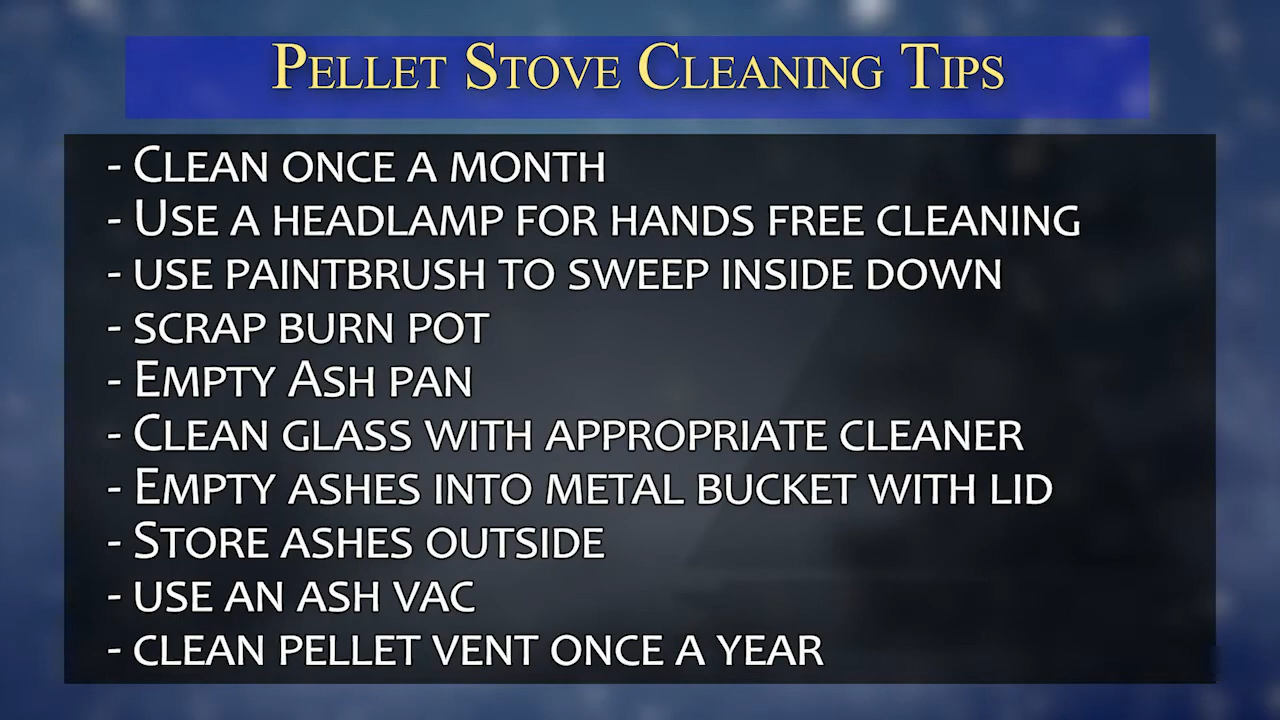 Pellet Stove Cleaning Tips
- Clean once a month
- Use a headlamp for hands free cleaning
- use paintbrush to sweep inside down
- scrap burn pot
- Empty Ash pan
- Clean glass with appropriate cleaner
- Empty ashes into metal bucket with lid
- Store ashes outside
- use an ash vac
- clean pellet vent once a year